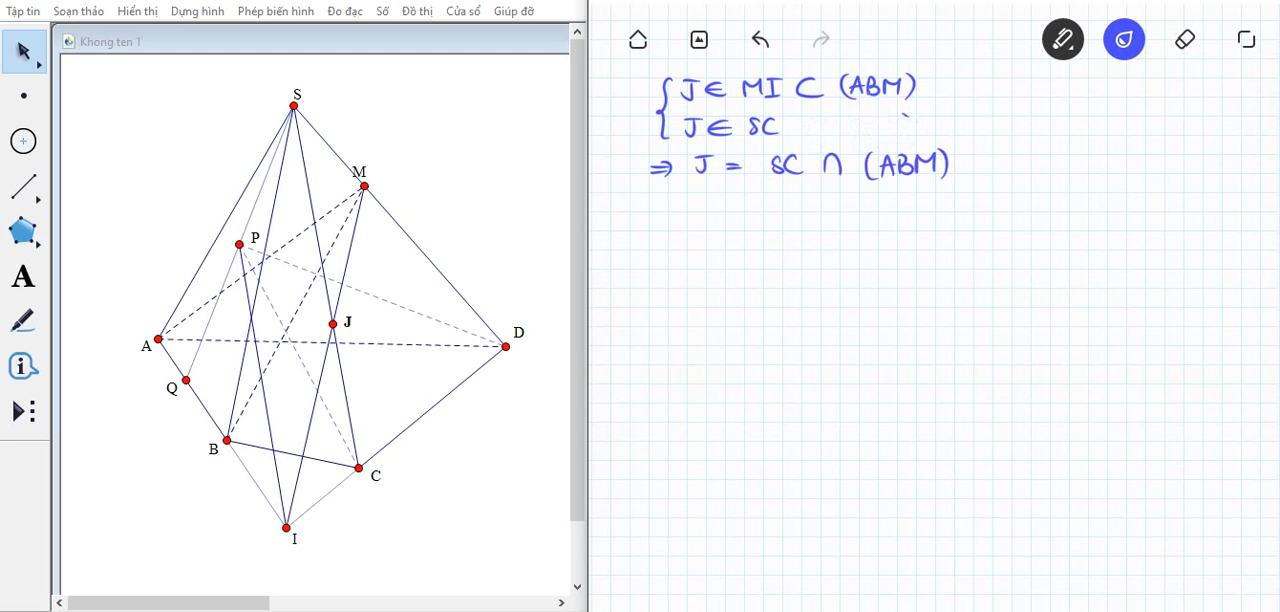 Tập tin Soạn thảo Hiển thị Dựng hình Phép biến hình Đo đạc Số Đồ thị Cửa sổ Giúp đỡ
Khong ten 1
S
M
P
J
A
D
Q
B
C
I
A
J ∈ MI ⊂ (ABM)
J ∈ SC
⇒ J = SC ∩ (ABM)